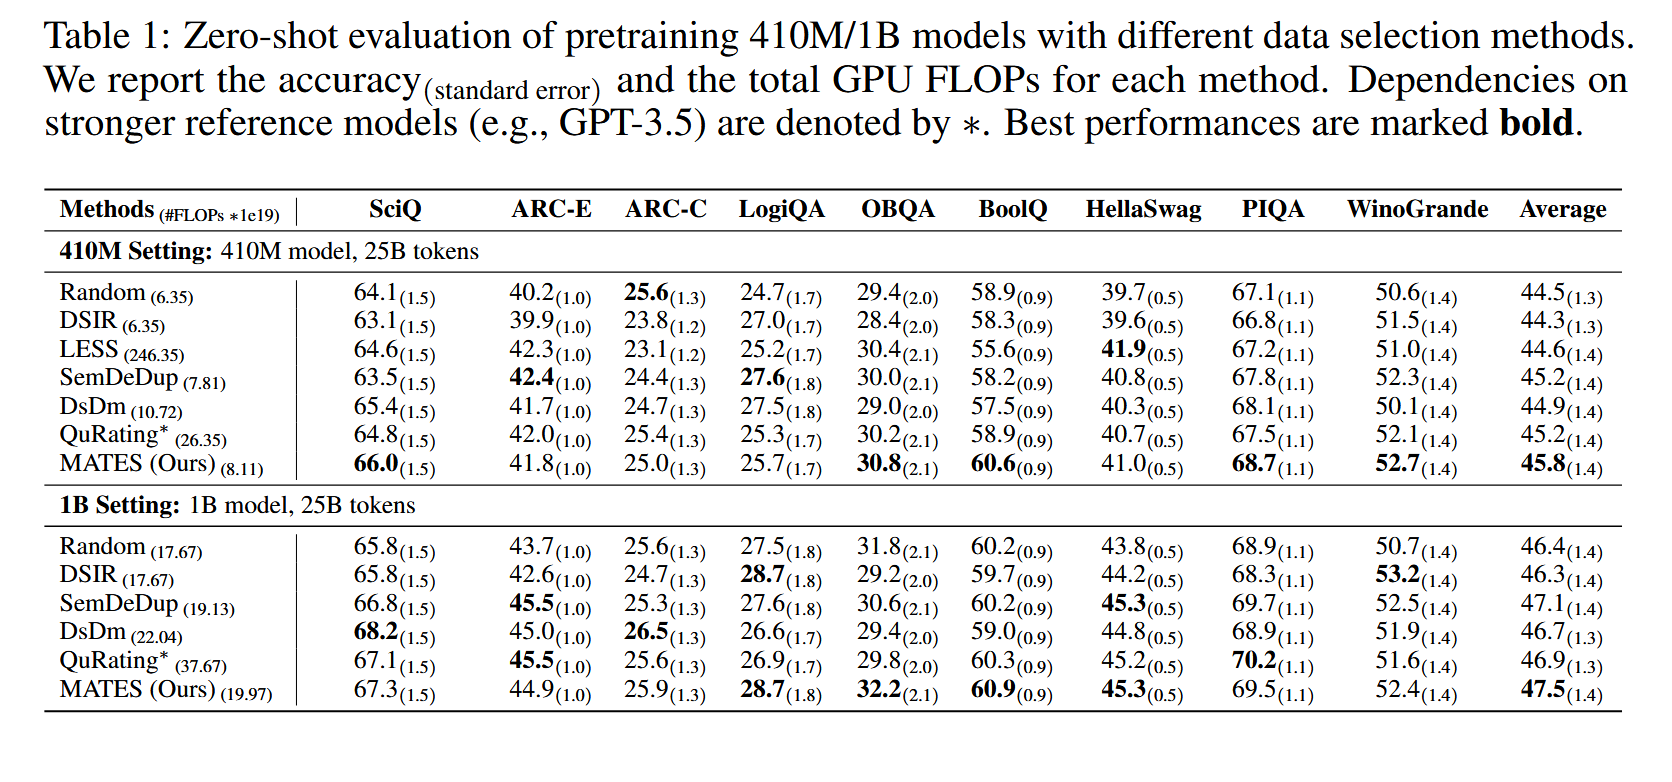 Table 1: Zero-shot evaluation of pretraining 410M/1B models with different data selection methods.
We report the accuracy(standard error) and the total GPU FLOPs for each method. Dependencies on
stronger reference models (e.g., GPT-3.5) are denoted by ∗. Best performances are marked bold.
Methods (#FLOPs ∗1e19) SciQ ARC-E ARC-C LogiQA OBQA BoolQ HellaSwag PIQA WinoGrande Average
410M Setting: 410M model, 25B tokens
Random (6.35) 64.1(1.5) 40.2(1.0) 25.6(1.3) 24.7(1.7) 29.4(2.0) 58.9(0.9) 39.7(0.5) 67.1(1.1) 50.6(1.4) 44.5(1.3)
DSIR (6.35) 63.1(1.5) 39.9(1.0) 23.8(1.2) 27.0(1.7) 28.4(2.0) 58.3(0.9) 39.6(0.5) 66.8(1.1) 51.5(1.4) 44.3(1.3)
LESS (246.35) 64.6(1.5) 42.3(1.0) 23.1(1.2) 25.2(1.7) 30.4(2.1) 55.6(0.9) 41.9(0.5) 67.2(1.1) 51.0(1.4) 44.6(1.4)
SemDeDup (7.81) 63.5(1.5) 42.4(1.0) 24.4(1.3) 27.6(1.8) 30.0(2.1) 58.2(0.9) 40.8(0.5) 67.8(1.1) 52.3(1.4) 45.2(1.4)
DsDm (10.72) 65.4(1.5) 41.7(1.0) 24.7(1.3) 27.5(1.8) 29.0(2.0) 57.5(0.9) 40.3(0.5) 68.1(1.1) 50.1(1.4) 44.9(1.4)
QuRating* (26.35) 64.8(1.5) 42.0(1.0) 25.4(1.3) 25.3(1.7) 30.2(2.1) 58.9(0.9) 40.7(0.5) 67.5(1.1) 52.1(1.4) 45.2(1.4)
MATES (Ours) (8.11) 66.0(1.5) 41.8(1.0) 25.0(1.3) 25.7(1.7) 30.8(2.1) 60.6(0.9) 41.0(0.5) 68.7(1.1) 52.7(1.4) 45.8(1.4)
1B Setting: 1B model, 25B tokens
Random (17.67) 65.8(1.5) 43.7(1.0) 25.6(1.3) 27.5(1.8) 31.8(2.1) 60.2(0.9) 43.8(0.5) 68.9(1.1) 50.7(1.4) 46.4(1.4)
DSIR (17.67) 65.8(1.5) 42.6(1.0) 24.7(1.3) 28.7(1.8) 29.2(2.0) 59.7(0.9) 44.2(0.5) 68.3(1.1) 53.2(1.4) 46.3(1.4)
SemDeDup (19.13) 66.8(1.5) 45.5(1.0) 25.3(1.3) 27.6(1.8) 30.6(2.1) 60.2(0.9) 45.3(0.5) 69.7(1.1) 52.5(1.4) 47.1(1.4)
DsDm (22.04) 68.2(1.5) 45.0(1.0) 26.5(1.3) 26.6(1.7) 29.4(2.0) 59.0(0.9) 44.8(0.5) 68.9(1.1) 51.9(1.4) 46.7(1.3)
QuRating* (37.67) 67.1(1.5) 45.5(1.0) 25.6(1.3) 26.9(1.7) 29.8(2.0) 60.3(0.9) 45.2(0.5) 70.2(1.1) 51.6(1.4) 46.9(1.3)
MATES (Ours) (19.97) 67.3(1.5) 44.9(1.0) 25.9(1.3) 28.7(1.8) 32.2(2.1) 60.9(0.9) 45.3(0.5) 69.5(1.1) 52.4(1.4) 47.5(1.4)